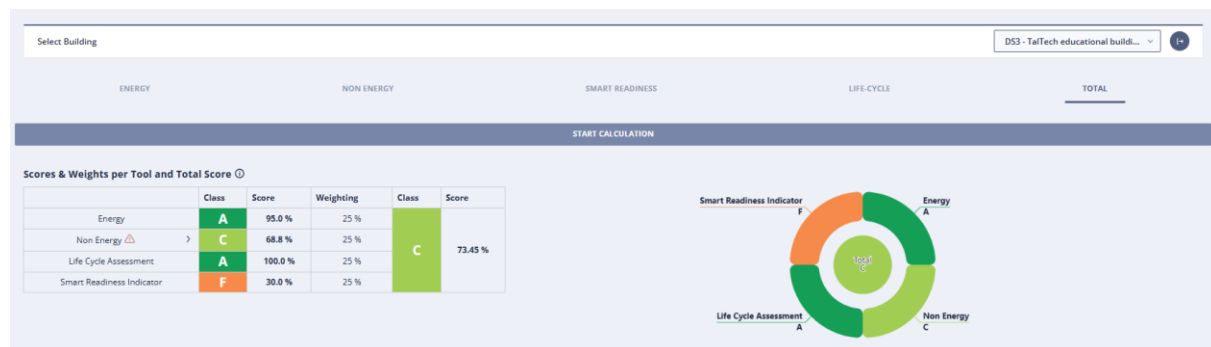 Select Building
DS3 - TalTech educational buildi...
ENERGY NON ENERGY SMART READINESS LIFE-CYCLE TOTAL
START CALCULATION
Scores & Weights per Tool and Total Score
Class Score Weighting Class Score
Energy A 95.0 % 25 %
Non Energy C 68.8 % 25 %
C 73.45 %
Life Cycle Assessment A 100.0 % 25 %
Smart Readiness Indicator F 30.0 % 25 %
Smart Readiness Indicator
F
Energy
A
Total
C
Life Cycle Assessment
A
Non Energy
C